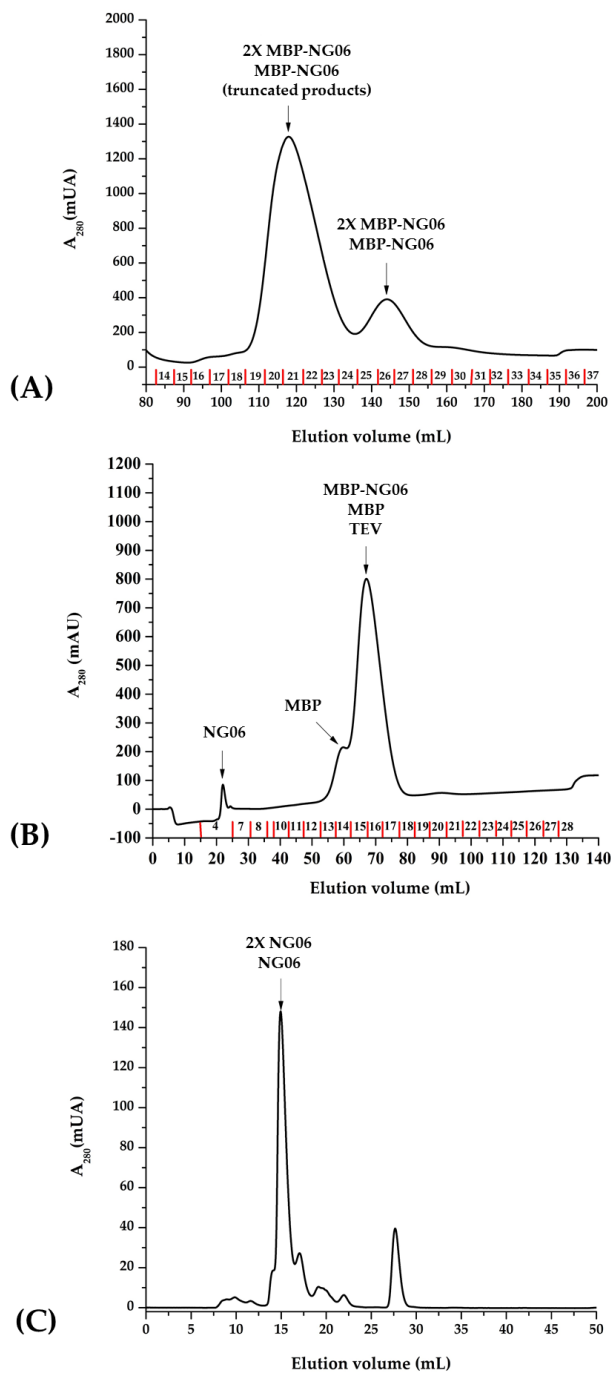 2X MBP-NG06
MBP-NG06
(truncated products)
2X MBP-NG06
MBP-NG06
A280 (mUA)
2000
1800
1600
1400
1200
1000
800
600
400
200
0
14 15 16 17 18 19 20 21 22 23 24 25 26 27 28 29 30 31 32 33 34 35 36 37
80 90 100 110 120 130 140 150 160 170 180 190 200
Elution volume (mL)
(A)
MBP-NG06
MBP
TEV
MBP
NG06
A280 (mAU)
1200
1100
1000
900
800
700
600
500
400
300
200
100
0
-100
4 7 8 10 11 12 13 14 15 16 17 18 19 20 21 22 23 24 25 26 27 28
0 10 20 30 40 50 60 70 80 90 100 110 120 130 140
Elution volume (mL)
(B)
2X NG06
NG06
A280 (mUA)
180
160
140
120
100
80
60
40
20
0
0 5 10 15 20 25 30 35 40 45 50
Elution volume (mL)
(C)